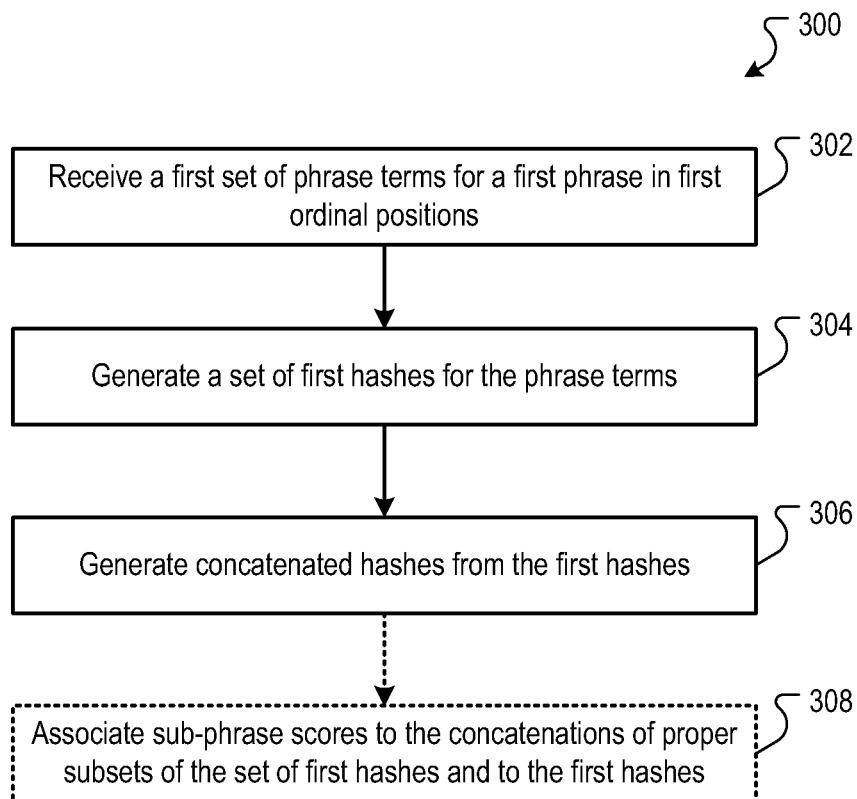 300
302
Receive a first set of phrase terms for a first phrase in first
ordinal positions
304
Generate a set of first hashes for the phrase terms
306
Generate concatenated hashes from the first hashes
308
Associate sub-phrase scores to the concatenations of proper
subsets of the set of first hashes and to the first hashes